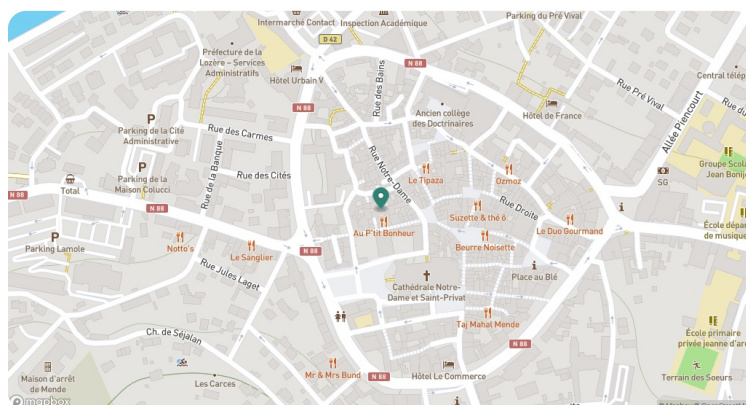 Intermarché Contact
Inspection Académique
Parking du Pré Vival
D 42
Préfecture de la
Lozère – Services
Administratifs
N 88
Hôtel Urbain V
Rue des Bains
Central télép
Rue Pré Vival
Rue du
Allée Piencourt
N 88
Ancien collège
des Doctrinaires
Hôtel de France
P
Parking de la Cité
Administrative
Rue des Carmes
Rue Notre-Dame
Groupe Scola
Jean Bonij
P
Parking de la
Maison Colucci
Rue de la Banque
Rue des Cités
Le Tipaza
Ozmoz
SG
Total
N 88
N 88
Rue Droite
Suzette & thé ô
Le Duo Gourmand
École dépar
de musique
P
Parking Lamole
Notto's
Le Sanglier
N 88
Au P'tit Bonheur
Beurre Noisette
Rue Jules Laget
Cathédrale Notre-
Dame et Saint-Privat
Place au Blé
Taj Mahal Mende
Ch. de Séjalan
École primaire
privée jeanne d'arc
N 88
Maison d'arrêt
de Mende
Les Carces
Mr & Mrs Bund
N 88
Hôtel Le Commerce
Terrain des Soeurs
mapbox